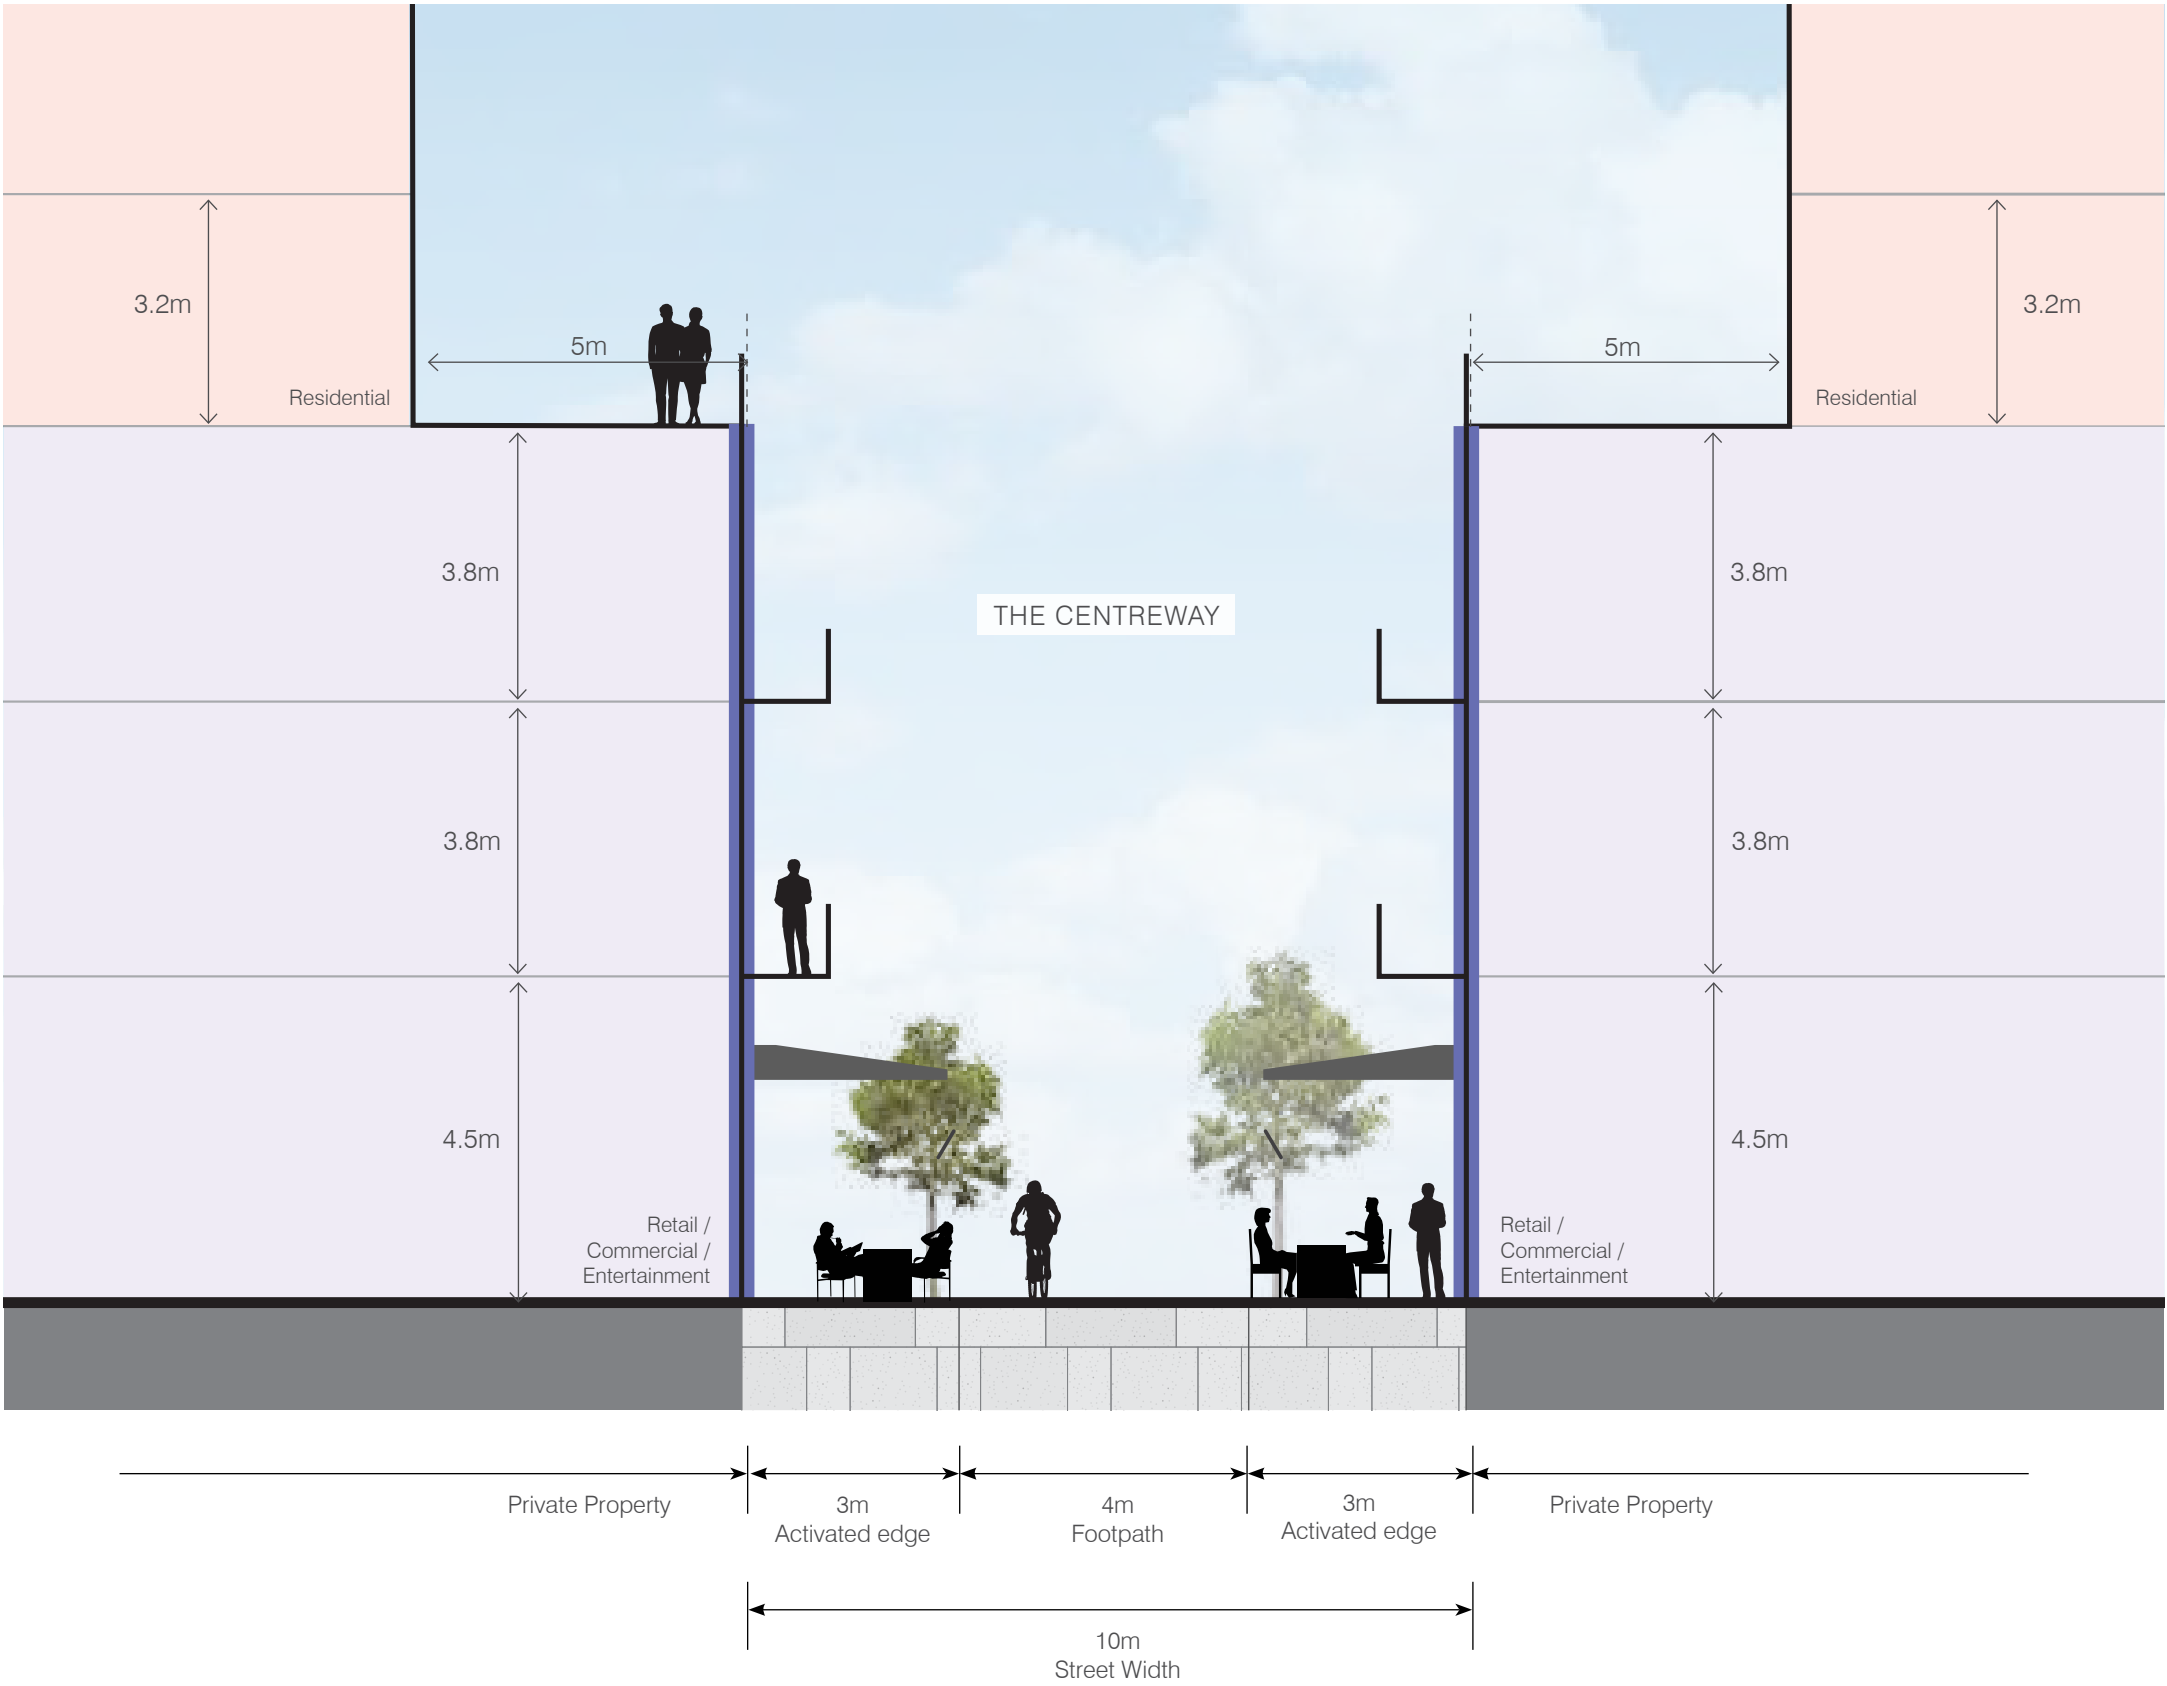 3.2m
3.2m
5m
5m
Residential
Residential
3.8m
3.8m
THE CENTREWAY
3.8m
3.8m
4.5m
4.5m
Retail /
Commercial /
Entertainment
Retail /
Commercial /
Entertainment
Private Property
3m
Activated edge
4m
Footpath
3m
Activated edge
Private Property
10m
Street Width